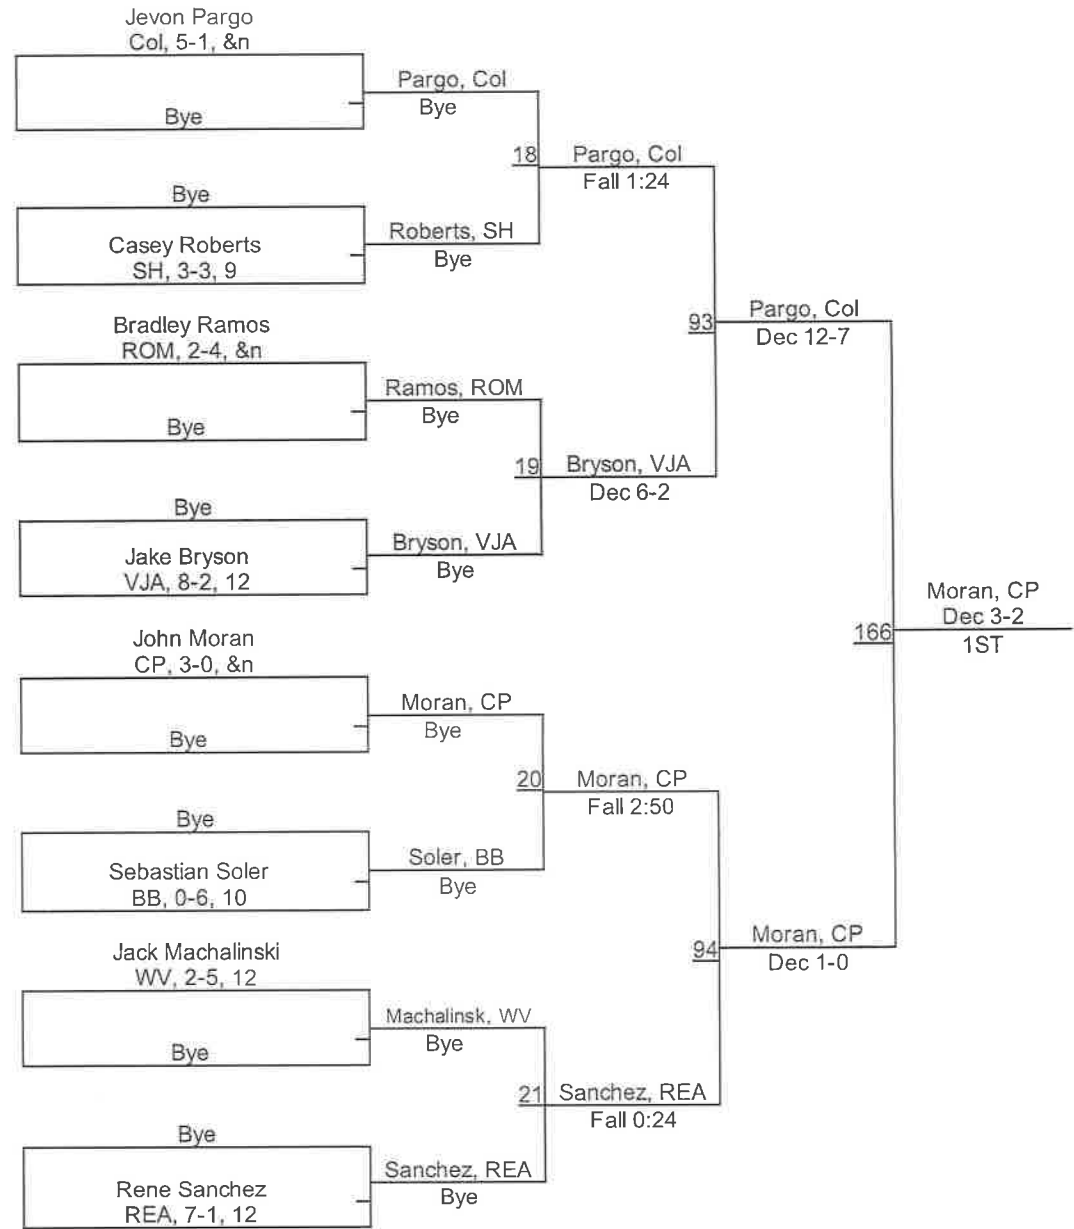 Jevon Pargo
Col, 5-1, &n
Pargo, Col
Bye
Bye
18
Pargo, Col
Fall 1:24
Bye
Roberts, SH
Casey Roberts
SH, 3-3, 9
Bye
Bradley Ramos
ROM, 2-4, &n
93
Pargo, Col
Dec 12-7
Ramos, ROM
Bye
Bye
19
Bryson, VJA
Dec 6-2
Bye
Bryson, VJA
Jake Bryson
VJA, 8-2, 12
Bye
166
Moran, CP
Dec 3-2
1ST
John Moran
CP, 3-0, &n
Moran, CP
Bye
Bye
20
Moran, CP
Fall 2:50
Bye
Soler, BB
Sebastian Soler
BB, 0-6, 10
Bye
94
Moran, CP
Dec 1-0
Jack Machalinski
WV, 2-5, 12
Machalinsk, WV
Bye
Bye
21
Sanchez, REA
Fall 0:24
Bye
Sanchez, REA
Rene Sanchez
REA, 7-1, 12
Bye